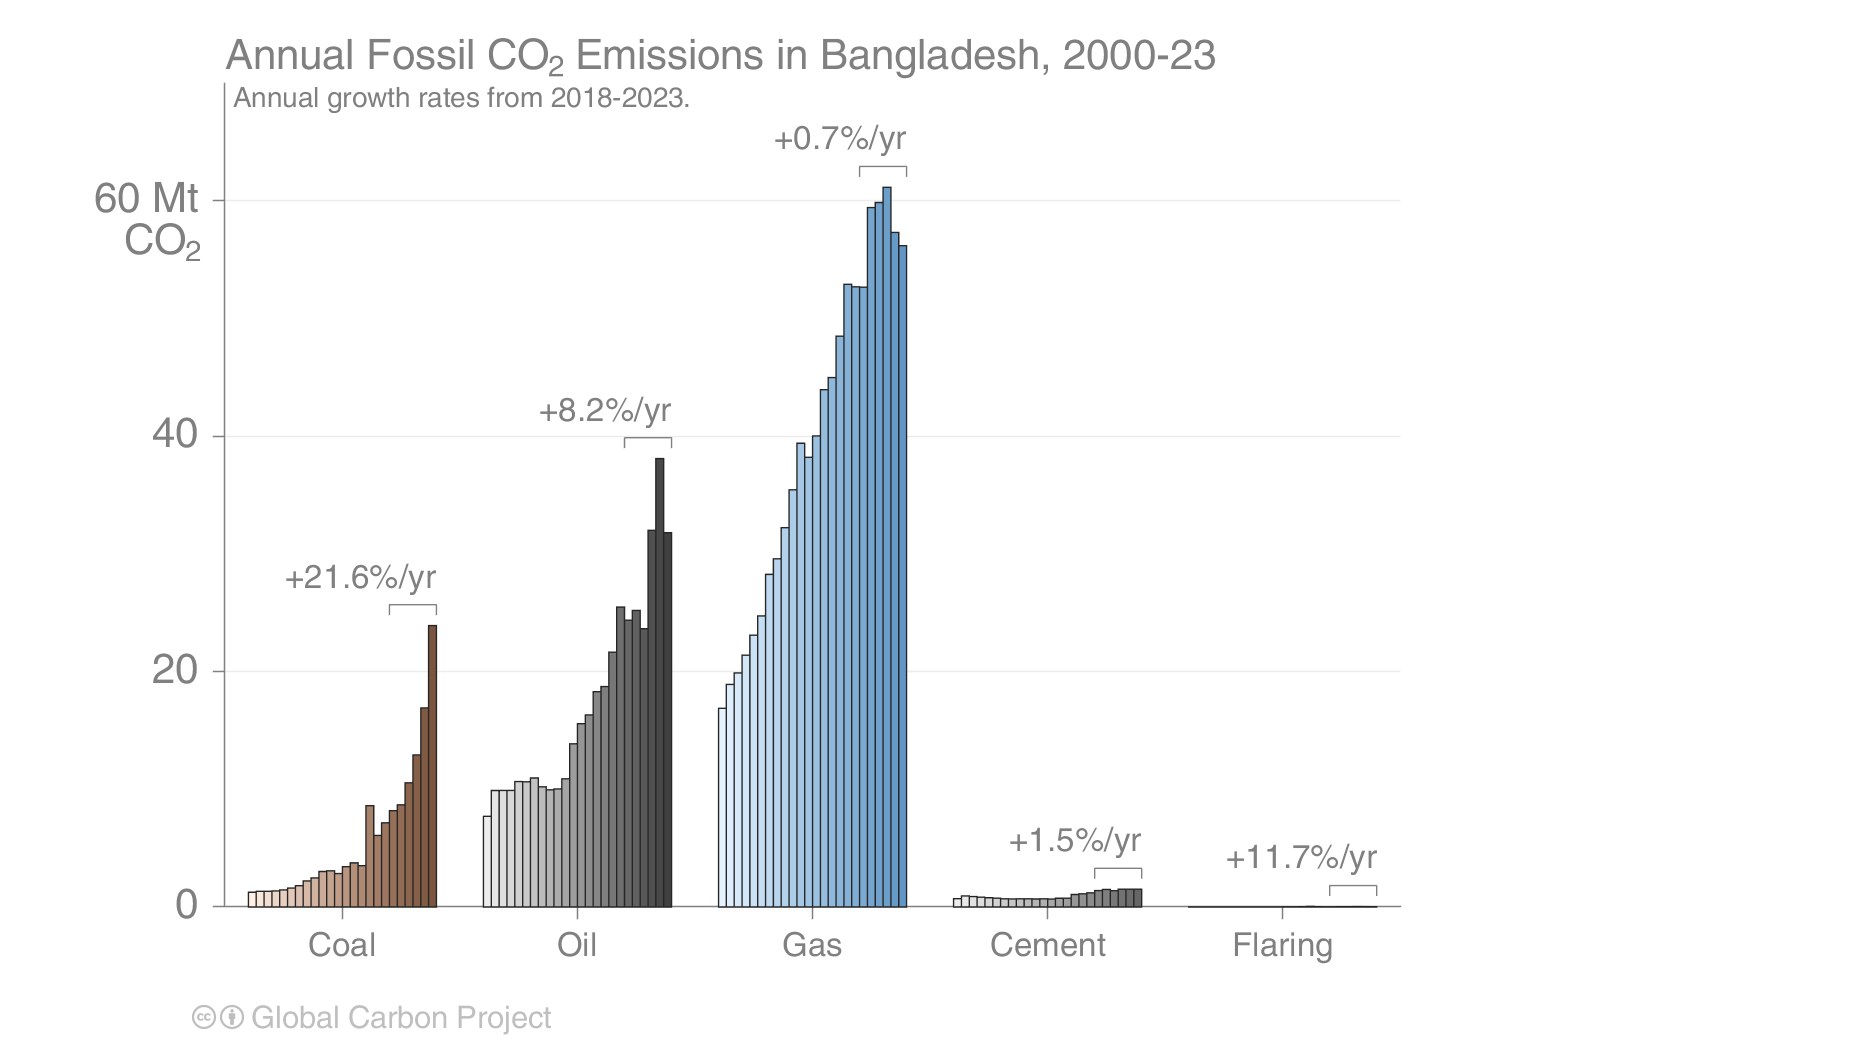 Annual Fossil CO₂ Emissions in Bangladesh, 2000-23
Annual growth rates from 2018-2023.
+0.7%/yr
60 Mt
CO₂
+8.2%/yr
40
+21.6%/yr
20
+1.5%/yr
+11.7%/yr
0
Coal Oil Gas Cement Flaring
cc Global Carbon Project